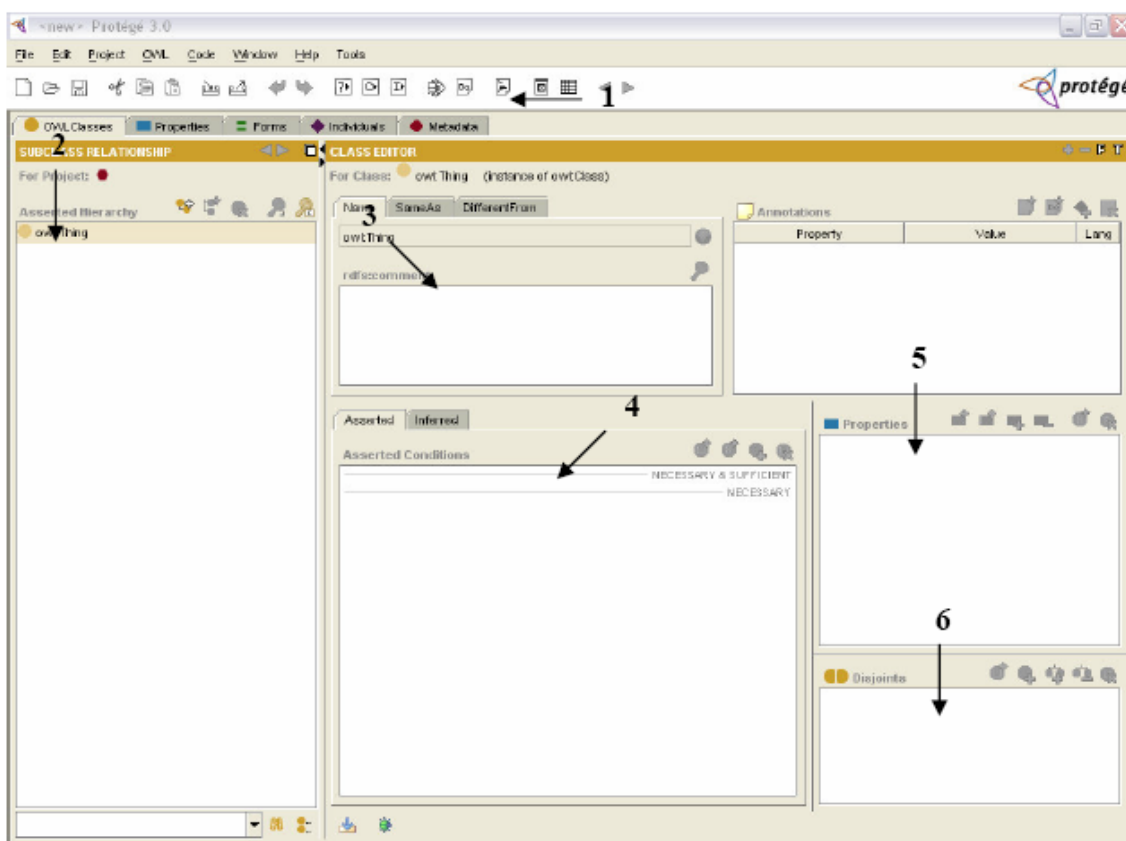 <new> Protégé 3.0
File Edit Project OWL Code Window Help Tools
1
protégé
OWLClasses Properties Forms Individuals Metadata
2
SUBCLASS RELATIONSHIP
CLASS EDITOR
For Project:
For Class: owl:Thing (instance of owl:Class)
Asserted Hierarchy
Name SameAs DifferentFrom
Annotations
3
owl:Thing
owl:Thing
Property Value Lang
rdfs:comment
5
4
Asserted Inferred
Properties
Asserted Conditions
NECESSARY & SUFFICIENT
NECESSARY
6
Disjoints